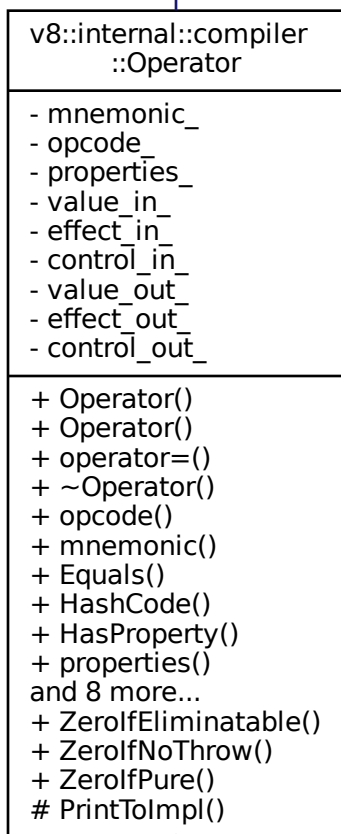 v8::internal::compiler
::Operator
- mnemonic_
- opcode_
- properties_
- value_in_
- effect_in_
- control_in_
- value_out_
- effect_out_
- control_out_
+ Operator()
+ Operator()
+ operator=()
+ ~Operator()
+ opcode()
+ mnemonic()
+ Equals()
+ HashCode()
+ HasProperty()
+ properties()
and 8 more...
+ ZeroIfEliminatable()
+ ZeroIfNoThrow()
+ ZeroIfPure()
# PrintToImpl()